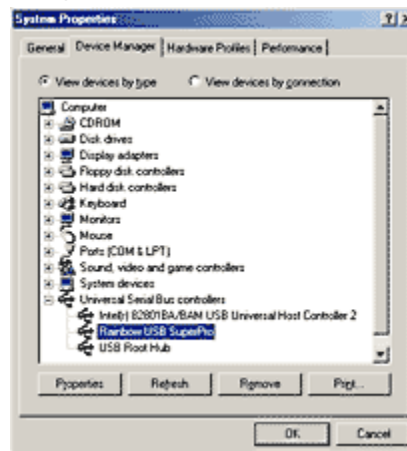 System Properties
General Device Manager Hardware Profiles Performance
View devices by type View devices by connection
Computer
CDROM
Disk drives
Display adapters
Floppy disk controllers
Hard disk controllers
Keyboard
Monitors
Mouse
Ports (COM & LPT)
Sound, video and game controllers
System devices
Universal Serial Bus controllers
Intel(r) 82801BA/BAM USB Universal Host Controller 2
Rainbow USB SuperPro
USB Root Hub
Properties Refresh Remove Print...
OK Cancel